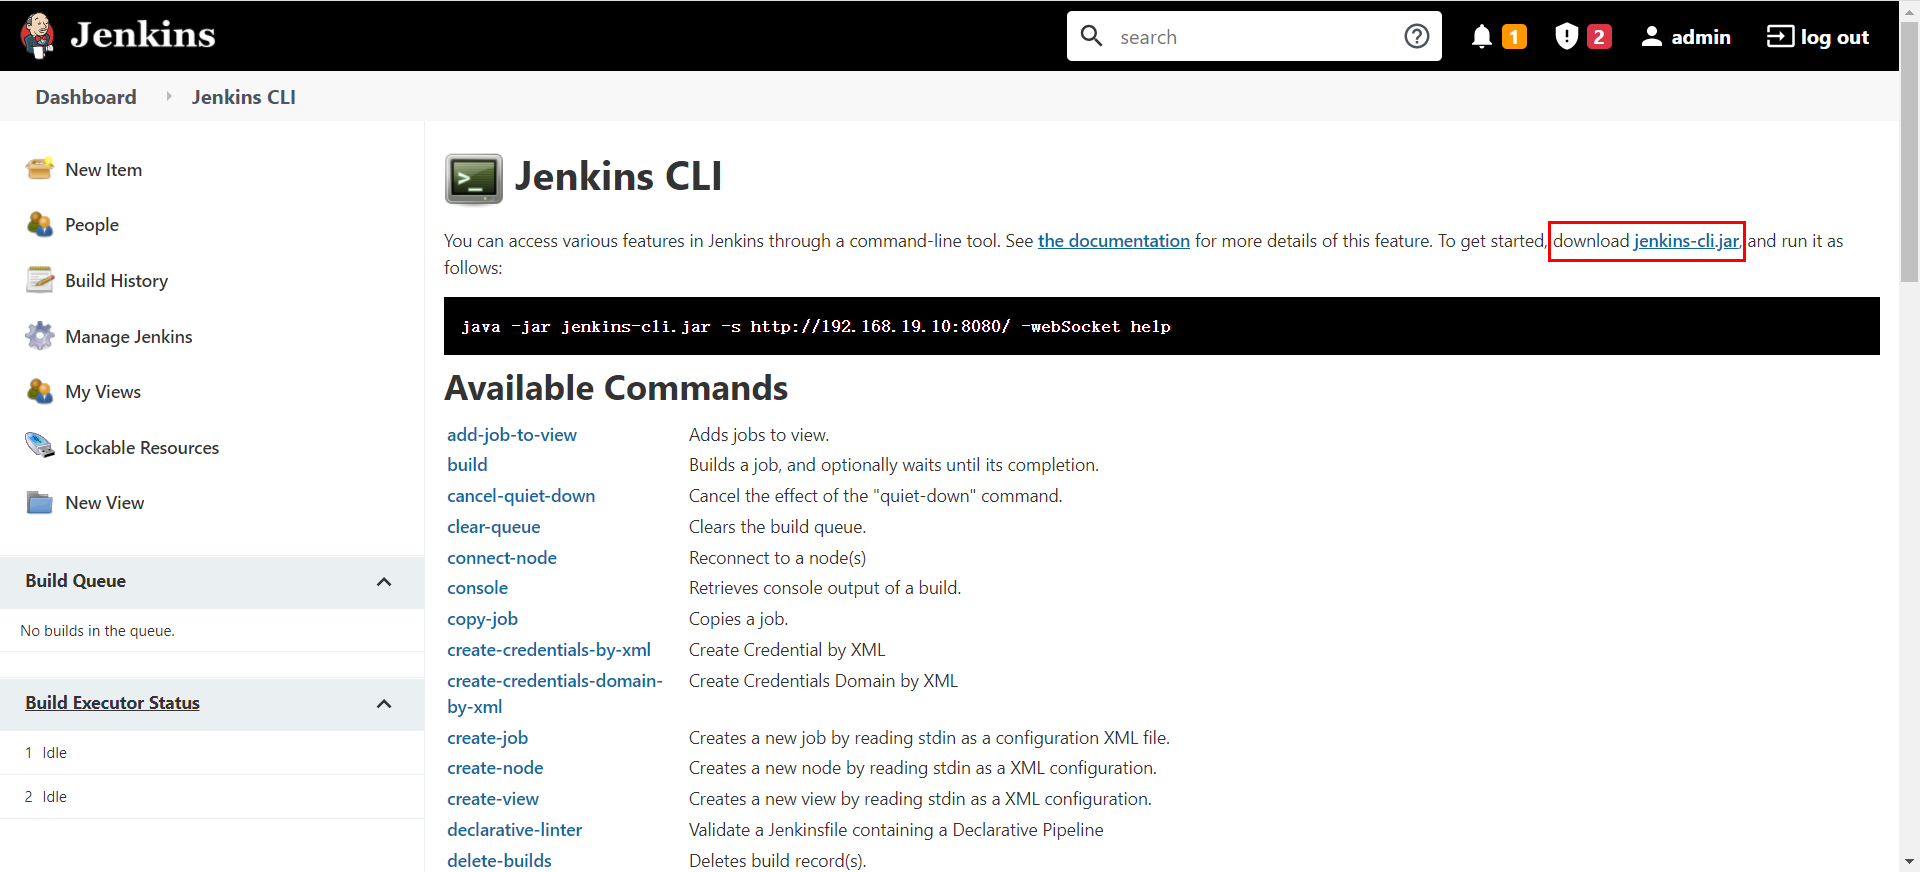 Jenkins
search
1
2
admin
log out
Dashboard
Jenkins CLI
New Item
People
Build History
Manage Jenkins
My Views
Lockable Resources
New View
Build Queue
No builds in the queue.
Build Executor Status
1 Idle
2 Idle
Jenkins CLI
You can access various features in Jenkins through a command-line tool. See the documentation for more details of this feature. To get started, download jenkins-cli.jar, and run it as
follows:
java -jar jenkins-cli.jar -s http://192.168.19.10:8080/ -webSocket help
Available Commands
add-job-to-view Adds jobs to view.
build Builds a job, and optionally waits until its completion.
cancel-quiet-down Cancel the effect of the "quiet-down" command.
clear-queue Clears the build queue.
connect-node Reconnect to a node(s)
console Retrieves console output of a build.
copy-job Copies a job.
create-credentials-by-xml Create Credential by XML
create-credentials-domain- Create Credentials Domain by XML
by-xml
create-job Creates a new job by reading stdin as a configuration XML file.
create-node Creates a new node by reading stdin as a XML configuration.
create-view Creates a new view by reading stdin as a XML configuration.
declarative-linter Validate a Jenkinsfile containing a Declarative Pipeline
delete-builds Deletes build record(s).